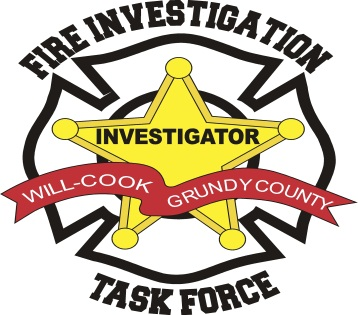 FIRE INVESTIGATION
INVESTIGATOR
WILL-COOK GRUNDY COUNTY
TASK FORCE